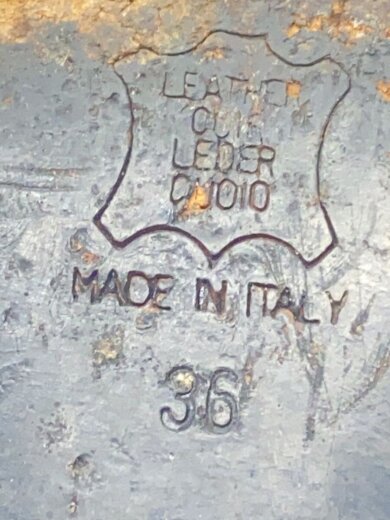 LEATHER
CUIR
LEDER
CUOIO
MADE IN ITALY
36